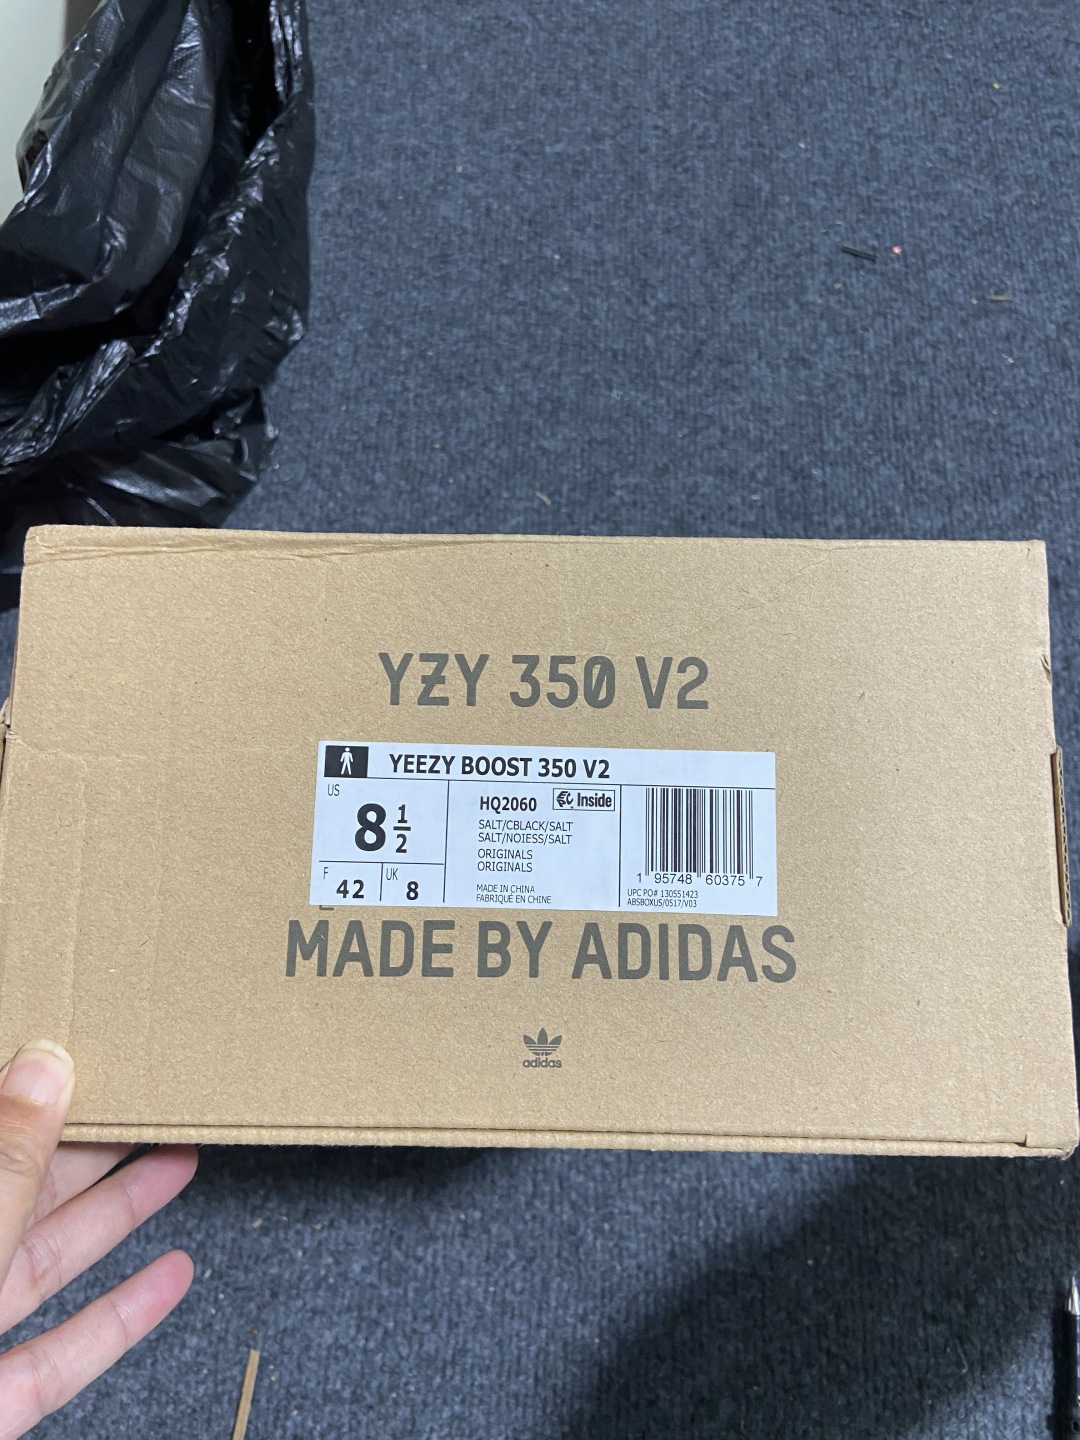 YZY 350 V2
YEEZY BOOST 350 V2
US
8 1/2
F
42
UK
8
HQ2060
Inside
SALT/CBLACK/SALT
SALT/NOIESS/SALT
ORIGINALS
ORIGINALS
MADE IN CHINA
FABRIQUÉ EN CHINE
1 95748 60375 7
UPC PO# 130551423
ABSBOXUS/0517/V03
MADE BY ADIDAS
adidas